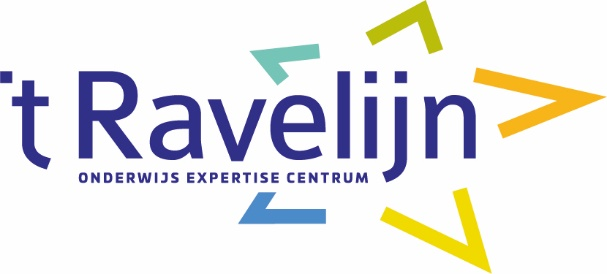 't Ravelijn
ONDERWIJS EXPERTISE CENTRUM